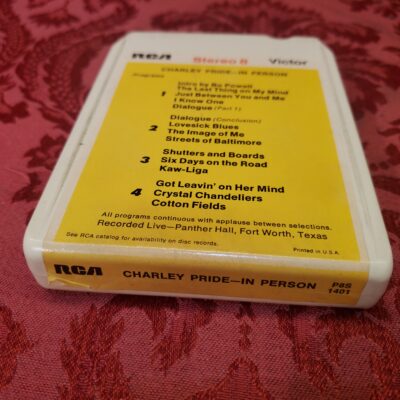 RCA Stereo 8 Victor
CHARLEY PRIDE—IN PERSON
Programs
1 Intro by Bo Powell
The Last Thing on My Mind
Just Between You and Me
I Know One
Dialogue (Part 1)
2 Dialogue (Conclusion)
Lovesick Blues
The Image of Me
Streets of Baltimore
3 Shutters and Boards
Six Days on the Road
Kaw-Liga
4 Got Leavin' on Her Mind
Crystal Chandeliers
Cotton Fields
All programs continuous with applause between selections.
Recorded Live—Panther Hall, Fort Worth, Texas
See RCA catalog for availability on disc records.
Printed in U.S.A.
RCA CHARLEY PRIDE—IN PERSON P8S
1401